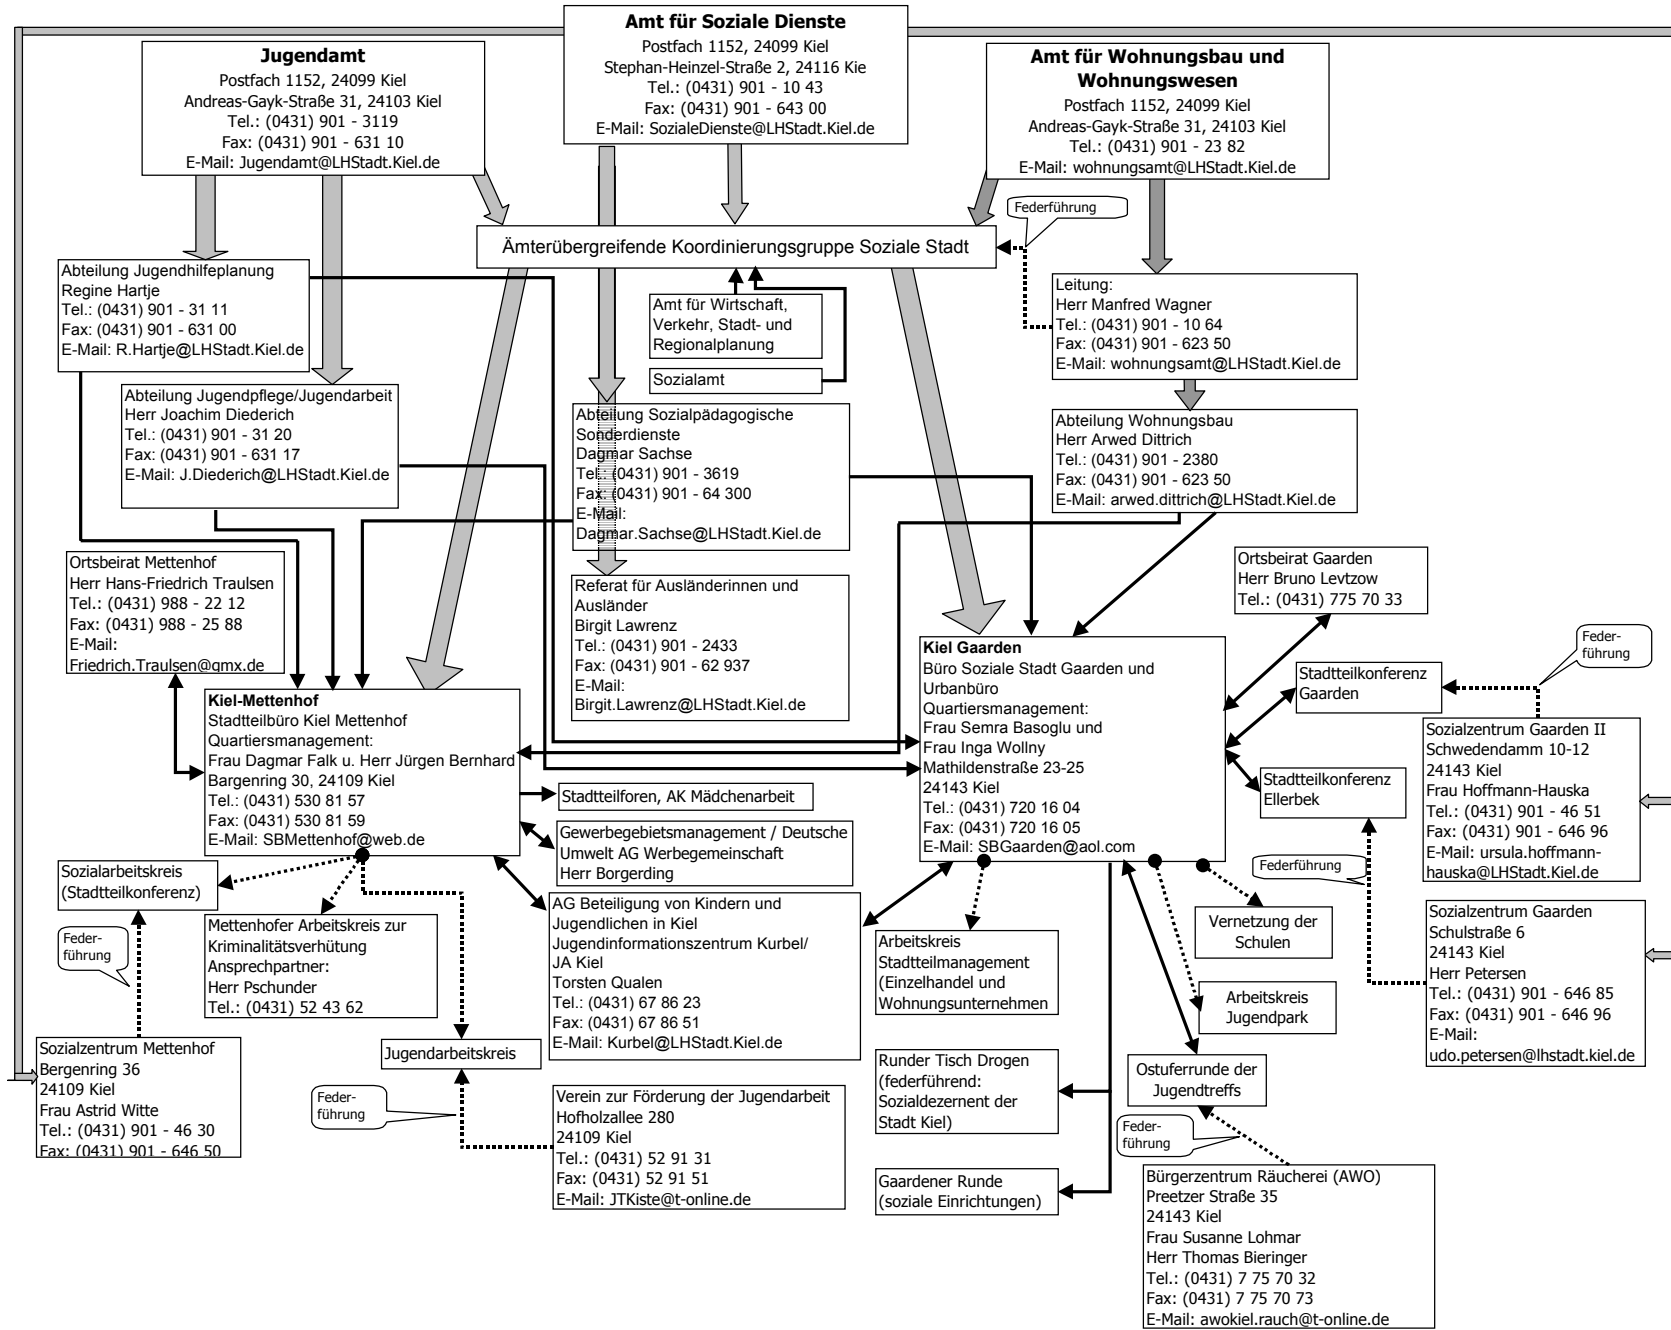 Amt für Soziale Dienste
Postfach 1152, 24099 Kiel
Stephan-Heinzel-Straße 2, 24116 Kie
Tel.: (0431) 901 - 10 43
Fax: (0431) 901 - 643 00
E-Mail: SozialeDienste@LHStadt.Kiel.de
Jugendamt
Postfach 1152, 24099 Kiel
Andreas-Gayk-Straße 31, 24103 Kiel
Tel.: (0431) 901 - 3119
Fax: (0431) 901 - 631 10
E-Mail: Jugendamt@LHStadt.Kiel.de
Amt für Wohnungsbau und
Wohnungswesen
Postfach 1152, 24099 Kiel
Andreas-Gayk-Straße 31, 24103 Kiel
Tel.: (0431) 901 - 23 82
E-Mail: wohnungsamt@LHStadt.Kiel.de
Federführung
Ämterübergreifende Koordinierungsgruppe Soziale Stadt
Abteilung Jugendhilfeplanung
Regine Hartje
Tel.: (0431) 901 - 31 11
Fax: (0431) 901 - 631 00
E-Mail: R.Hartje@LHStadt.Kiel.de
Amt für Wirtschaft,
Verkehr, Stadt- und
Regionalplanung
Sozialamt
Leitung:
Herr Manfred Wagner
Tel.: (0431) 901 - 10 64
Fax: (0431) 901 - 623 50
E-Mail: wohnungsamt@LHStadt.Kiel.de
Abteilung Jugendpflege/Jugendarbeit
Herr Joachim Diederich
Tel.: (0431) 901 - 31 20
Fax: (0431) 901 - 631 17
E-Mail: J.Diederich@LHStadt.Kiel.de
Abteilung Sozialpädagogische
Sonderdienste
Dagmar Sachse
Tel.: (0431) 901 - 3619
Fax: (0431) 901 - 64 300
E-Mail:
Dagmar.Sachse@LHStadt.Kiel.de
Abteilung Wohnungsbau
Herr Arwed Dittrich
Tel.: (0431) 901 - 2380
Fax: (0431) 901 - 623 50
E-Mail: arwed.dittrich@LHStadt.Kiel.de
Ortsbeirat Mettenhof
Herr Hans-Friedrich Traulsen
Tel.: (0431) 988 - 22 12
Fax: (0431) 988 - 25 88
E-Mail:
Friedrich.Traulsen@gmx.de
Referat für Ausländerinnen und
Ausländer
Birgit Lawrenz
Tel.: (0431) 901 - 2433
Fax: (0431) 901 - 62 937
E-Mail:
Birgit.Lawrenz@LHStadt.Kiel.de
Ortsbeirat Gaarden
Herr Bruno Levtzow
Tel.: (0431) 775 70 33
Kiel-Mettenhof
Stadtteilbüro Kiel Mettenhof
Quartiersmanagement:
Frau Dagmar Falk u. Herr Jürgen Bernhard
Bargenring 30, 24109 Kiel
Tel.: (0431) 530 81 57
Fax: (0431) 530 81 59
E-Mail: SBMettenhof@web.de
Kiel Gaarden
Büro Soziale Stadt Gaarden und
Urbanbüro
Quartiersmanagement:
Frau Semra Basoglu und
Frau Inga Wollny
Mathildenstraße 23-25
24143 Kiel
Tel.: (0431) 720 16 04
Fax: (0431) 720 16 05
E-Mail: SBGaarden@aol.com
Feder-
führung
Stadtteilkonferenz
Gaarden
Sozialzentrum Gaarden II
Schwedendamm 10-12
24143 Kiel
Frau Hoffmann-Hauska
Tel.: (0431) 901 - 46 51
Fax: (0431) 901 - 646 96
E-Mail: ursula.hoffmann-
hauska@LHStadt.Kiel.de
Stadtteilkonferenz
Ellerbek
Stadtteilforen, AK Mädchenarbeit
Gewerbegebietsmanagement / Deutsche
Umwelt AG Werbegemeinschaft
Herr Borgerding
Federführung
Sozialarbeitskreis
(Stadtteilkonferenz)
Mettenhofer Arbeitskreis zur
Kriminalitätsverhütung
Ansprechpartner:
Herr Pschunder
Tel.: (0431) 52 43 62
Feder-
führung
AG Beteiligung von Kindern und
Jugendlichen in Kiel
Jugendinformationszentrum Kurbel/
JA Kiel
Torsten Qualen
Tel.: (0431) 67 86 23
Fax: (0431) 67 86 51
E-Mail: Kurbel@LHStadt.Kiel.de
Arbeitskreis
Stadtteilmanagement
(Einzelhandel und
Wohnungsunternehmen
Vernetzung der
Schulen
Sozialzentrum Gaarden
Schulstraße 6
24143 Kiel
Herr Petersen
Tel.: (0431) 901 - 646 85
Fax: (0431) 901 - 646 96
E-Mail:
udo.petersen@lhstadt.kiel.de
Arbeitskreis
Jugendpark
Sozialzentrum Mettenhof
Bergenring 36
24109 Kiel
Frau Astrid Witte
Tel.: (0431) 901 - 46 30
Fax: (0431) 901 - 646 50
Jugendarbeitskreis
Runder Tisch Drogen
(federführend:
Sozialdezernent der
Stadt Kiel)
Ostuferrunde der
Jugendtreffs
Feder-
führung
Verein zur Förderung der Jugendarbeit
Hofholzallee 280
24109 Kiel
Tel.: (0431) 52 91 31
Fax: (0431) 52 91 51
E-Mail: JTKiste@t-online.de
Feder-
führung
Gaardener Runde
(soziale Einrichtungen)
Bürgerzentrum Räucherei (AWO)
Preetzer Straße 35
24143 Kiel
Frau Susanne Lohmar
Herr Thomas Bieringer
Tel.: (0431) 7 75 70 32
Fax: (0431) 7 75 70 73
E-Mail: awokiel.rauch@t-online.de